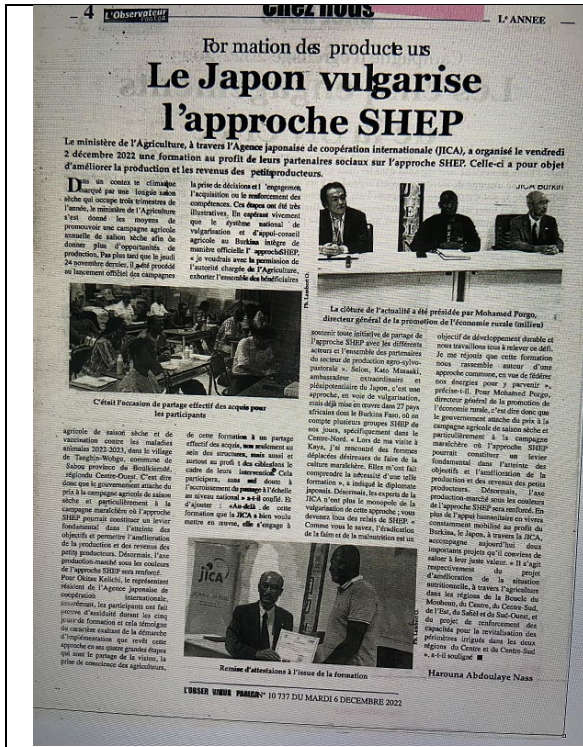 4 L'Observateur
Chez nous
Lᵉ ANNEE
For mation des producte urs
Le Japon vulgarise
l'approche SHEP
Le ministère de l'Agriculture, à travers l'Agence japonaise de coopération internationale (JICA), a organisé le vendredi
2 décembre 2022 une formation au profit de leurs partenaires sociaux sur l'approche SHEP. Celle-ci a pour objet
d'améliorer la production et les revenus des petitsproducteurs.
Dans un contex te climatique
marqué par une longue saison
sèche qui occupe trois trimestres de
l'année, le ministère de l'Agriculture
s'est donné les moyens de
promouvoir une campagne agricole
annuelle de saison sèche afin de
donner plus d'opportunités de
production. Pas plus tard que le jeudi
24 novembre dernier, il a été procédé
au lancement officiel des campagnes
C'était l'occasion de partage effectif des acquis pour
les participants
agricole de saison sèche et de
vaccination contre les maladies
animales 2022-2023, dans le village
de Tanghin-Wobgo, commune de
Sabou province du Boulkiemdé,
région du Centre-Ouest. C'est dire
donc que le gouvernement attache du
prix à la campagne agricole de saison
sèche et particulièrement à la
campagne maraîchère où l'approche
SHEP pourrait constituer un levier
fondamental dans l'atteinte des
objectifs et permettre l'amélioration
de la production et des revenus des
petits producteurs. Désormais, l'axe
production-marché sous les couleurs
de l'approche SHEP sera renforcé.
Pour Okitas Keiichi, le représentant
résident de l'Agence japonaise de
coopération internationale,
assurément, les participants ont fait
preuve d'assiduité durant les cinq
jours de formation et cela témoigne
du caractère exaltant de la démarche
d'implémentation que revêt cette
approche en ses quatre grandes étapes
qui sont le partage de la vision, la
prise de conscience des agriculteurs,
la prise de décisions et l'engagement
l'acquisition ou le renforcement des
compétences. Ces étapes ont été très
illustratives. En espérant vivement
que le système national de
vulgarisation et d'appui-conseil
agricole au Burkina intègre de
manière officielle l'approche SHEP,
« je voudrais avec la permission de
l'autorité chargée de l'Agriculture,
exhorter l'ensemble des bénéficiaires
de cette formation à un partage
effectif des acquis, non seulement au
sein des structures, mais aussi et
surtout au profit des cibles dans le
cadre de leurs intervention. Cela
participera, sans nul doute à
l'accroissement du passage à l'échelle
au niveau national » a-t-il confié. Et
d'ajouter : «Au-delà de cette
formation que la JICA a bien voulu
mettre en œuvre, elle s'engage à
JICA
Remise d'attestations à l'issue de la formation
JICA Burkin
La clôture de l'actualité a été présidée par Mohamed Porgo,
directeur général de la promotion de l'économie rurale (milieu)
soutenir toute initiative de partage de
l'approche SHEP avec les différents
acteurs et l'ensemble des partenaires
du secteur de production agro-sylvo-
pastorale ». Selon, Kato Masaaki,
ambassadeur extraordinaire et
plénipotentiaire du Japon, c'est une
approche, en voie de vulgarisation,
mais déjà mise en œuvre dans 27 pays
africains dont le Burkina Faso, où on
compte plusieurs groupes SHEP de
nos jours, spécifiquement dans le
Centre-Nord. « Lors de ma visite à
Kaya, j'ai rencontré des femmes
déplacées désireuses de faire de la
culture maraîchère. Elles m'ont fait
comprendre la nécessité d'une telle
formation », a indiqué le diplomate
japonais. Désormais, les experts de la
JICA n'ont plus le monopole de la
vulgarisation de cette approche ; vous
devenez tous des relais de SHEP. «
Comme vous le savez, l'éradication
de la faim et de la malnutrition est un
objectif de développement durable et
nous travaillons tous à relever ce défi.
Je me réjouis que cette formation
nous rassemble autour d'une
approche commune, en vue de fédérer
nos énergies pour y parvenir »,
précise-t-il. Pour Mohamed Porgo,
directeur général de la promotion de
l'économie rurale, c'est dire donc que
le gouvernement attache du prix à la
campagne agricole de saison sèche et
particulièrement à la campagne
maraîchère où l'approche SHEP
pourrait constituer un levier
fondamental dans l'atteinte des
objectifs et l'amélioration de la
production et des revenus des petits
producteurs. Désormais, l'axe
production-marché sous les couleurs
de l'approche SHEP sera renforcé. En
plus de l'appui humanitaire en vivres
constamment mobilisé au profit du
Burkina, le Japon, à travers la JICA,
accompagne aujourd'hui deux
importants projets qu'il convient de
saluer à leur juste valeur. « Il s'agit
respectivement du projet
d'amélioration de la situation
nutritionnelle, à travers l'agriculture
dans les régions de la Boucle du
Mouhoun, du Centre, du Centre-Sud,
de l'Est, du Sahel et du Sud-Ouest, et
du projet de renforcement des
capacités pour la revitalisation des
périmètres irrigués dans les deux
régions du Centre et du Centre-Sud
», a-t-il souligné ■
Harouna Abdoulaye Nass
N° 10 737 DU MARDI 6 DECEMBRE 2022